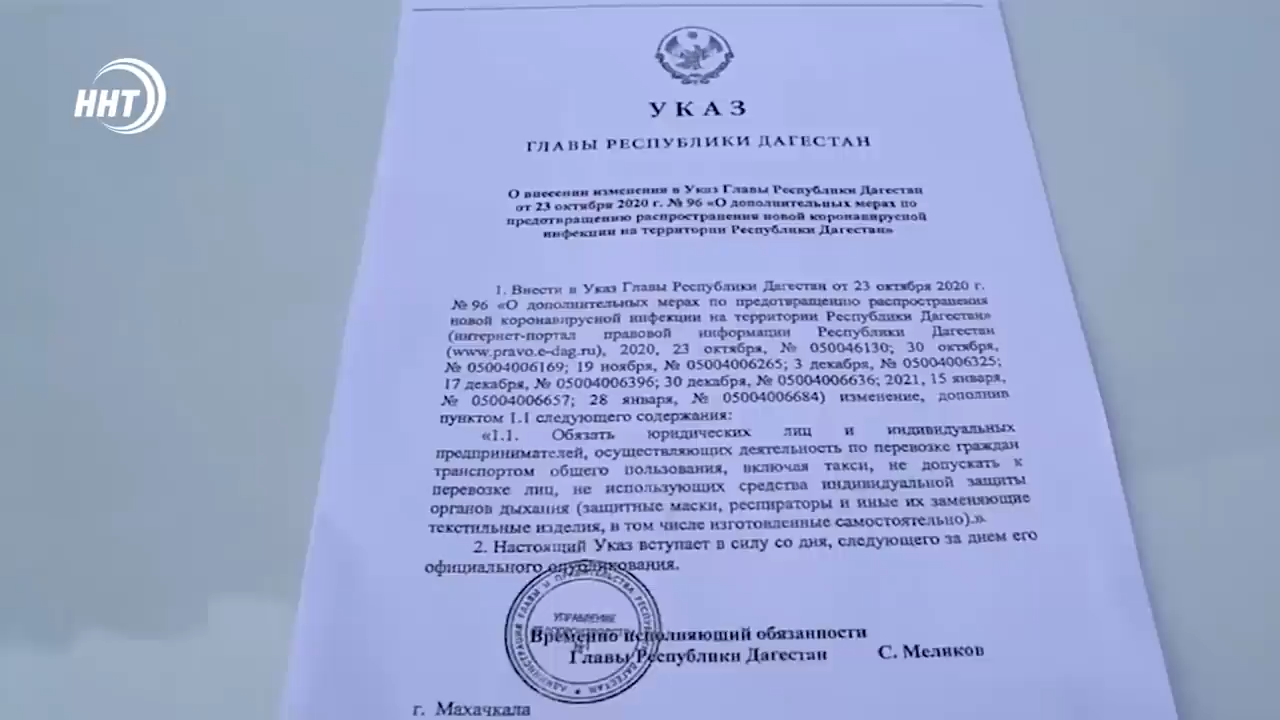 ННТ
УКАЗ
ГЛАВЫ РЕСПУБЛИКИ ДАГЕСТАН
О внесении изменения в Указ Главы Республики Дагестан
от 23 октября 2020 г. № 96 «О дополнительных мерах по
предотвращению распространения новой коронавирусной
инфекции на территории Республики Дагестан»
1. Внести в Указ Главы Республики Дагестан от 23 октября 2020 г.
№ 96 «О дополнительных мерах по предотвращению распространения
новой коронавирусной инфекции на территории Республики Дагестан»
(интернет-портал правовой информации Республики Дагестан
(www.pravo.e-dag.ru), 2020, 23 октября, № 050046130; 30 октября,
№ 05004006169; 19 ноября, № 05004006265; 3 декабря, № 05004006325;
17 декабря, № 05004006396; 30 декабря, № 05004006636; 2021, 15 января,
№ 05004006657; 28 января, № 05004006684) изменение, дополнив
пунктом 1.1 следующего содержания:
«1.1. Обязать юридических лиц и индивидуальных
предпринимателей, осуществляющих деятельность по перевозке граждан
транспортом общего пользования, включая такси, не допускать к
перевозке лиц, не использующих средства индивидуальной защиты
органов дыхания (защитные маски, респираторы и иные их заменяющие
текстильные изделия, в том числе изготовленные самостоятельно).».
2. Настоящий Указ вступает в силу со дня, следующего за днем его
официального опубликования.
АДМИНИСТРАЦИЯ ГЛАВЫ И ПРАВИТЕЛЬСТВА РЕСПУБЛИКИ ДАГЕСТАН
УПРАВЛЕНИЕ
Временно исполняющий обязанности
Главы Республики Дагестан С. Меликов
г. Махачкала